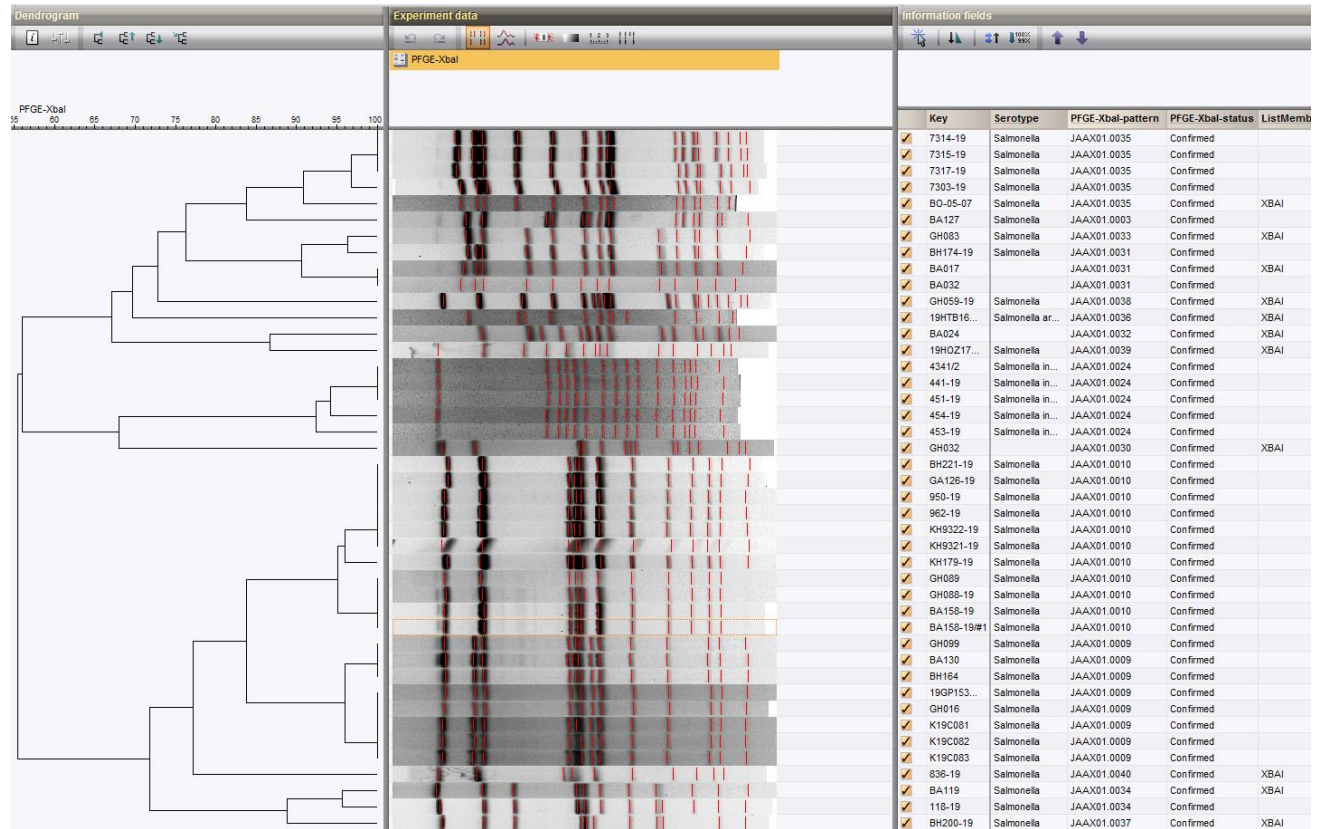 Dendrogram
Experiment data
Information fields
PFGE-XbaI
PFGE-XbaI
60 65 70 75 80 85 90 95 100
Key Serotype PFGE-XbaI-pattern PFGE-XbaI-status ListMemb
7314-19 Salmonella JAAX01.0035 Confirmed
7315-19 Salmonella JAAX01.0035 Confirmed
7317-19 Salmonella JAAX01.0035 Confirmed
7303-19 Salmonella JAAX01.0035 Confirmed
BO-05-07 Salmonella JAAX01.0035 Confirmed XBAI
BA127 Salmonella JAAX01.0003 Confirmed
GH083 Salmonella JAAX01.0033 Confirmed XBAI
BH174-19 Salmonella JAAX01.0031 Confirmed
BA017 JAAX01.0031 Confirmed XBAI
BA032 JAAX01.0031 Confirmed
GH059-19 Salmonella JAAX01.0038 Confirmed XBAI
19HTB16... Salmonella ar... JAAX01.0036 Confirmed XBAI
BA024 JAAX01.0032 Confirmed XBAI
19HOZ17... Salmonella JAAX01.0039 Confirmed XBAI
4341/2 Salmonella in... JAAX01.0024 Confirmed
441-19 Salmonella in... JAAX01.0024 Confirmed
451-19 Salmonella in... JAAX01.0024 Confirmed
454-19 Salmonella in... JAAX01.0024 Confirmed
453-19 Salmonella in... JAAX01.0024 Confirmed
GH032 JAAX01.0030 Confirmed XBAI
BH221-19 Salmonella JAAX01.0010 Confirmed
GA126-19 Salmonella JAAX01.0010 Confirmed
950-19 Salmonella JAAX01.0010 Confirmed
962-19 Salmonella JAAX01.0010 Confirmed
KH9322-19 Salmonella JAAX01.0010 Confirmed
KH9321-19 Salmonella JAAX01.0010 Confirmed
KH179-19 Salmonella JAAX01.0010 Confirmed
GH089 Salmonella JAAX01.0010 Confirmed
GH088-19 Salmonella JAAX01.0010 Confirmed
BA158-19 Salmonella JAAX01.0010 Confirmed
BA158-19/#1 Salmonella JAAX01.0010 Confirmed
GH099 Salmonella JAAX01.0009 Confirmed
BA130 Salmonella JAAX01.0009 Confirmed
BH164 Salmonella JAAX01.0009 Confirmed
19GP153... Salmonella JAAX01.0009 Confirmed
GH016 Salmonella JAAX01.0009 Confirmed
K19C081 Salmonella JAAX01.0009 Confirmed
K19C082 Salmonella JAAX01.0009 Confirmed
K19C083 Salmonella JAAX01.0009 Confirmed
836-19 Salmonella JAAX01.0040 Confirmed XBAI
BA119 Salmonella JAAX01.0034 Confirmed XBAI
118-19 Salmonella JAAX01.0034 Confirmed
BH200-19 Salmonella JAAX01.0037 Confirmed XBAI